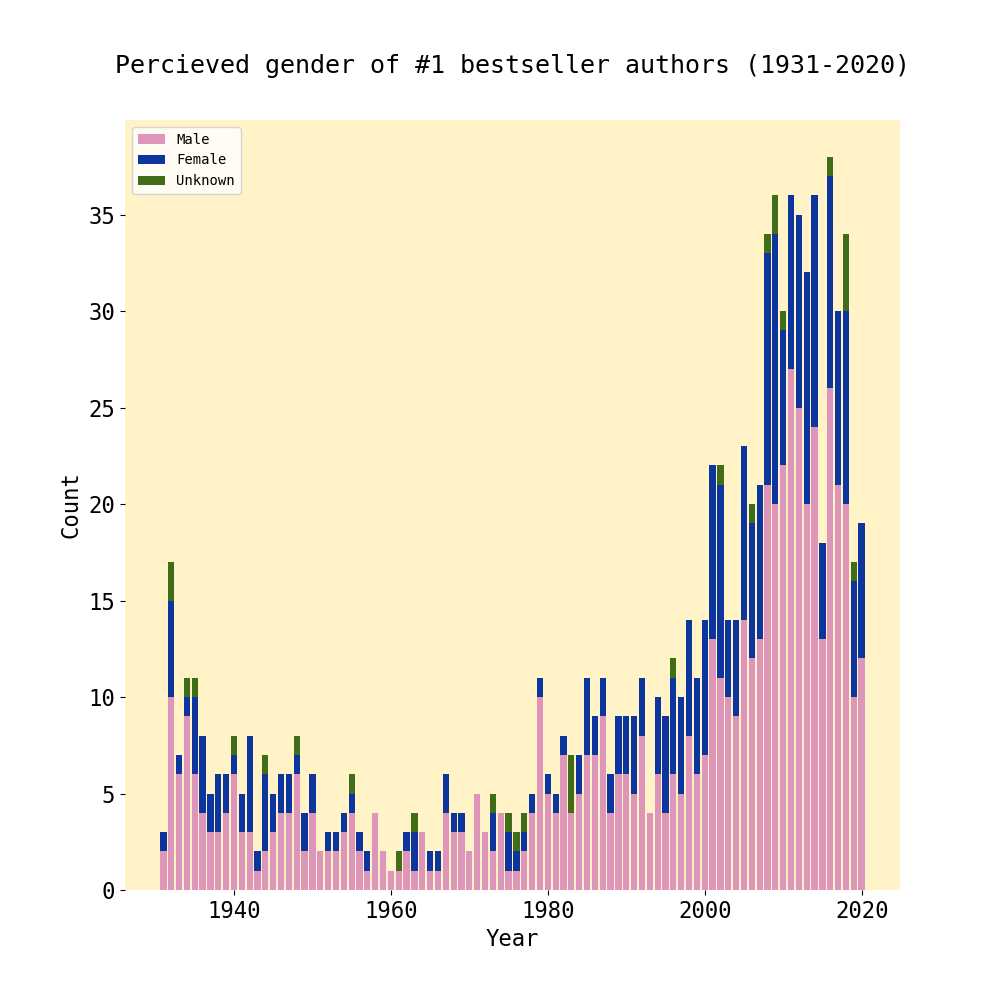 Percieved gender of #1 bestseller authors (1931-2020)
Male
Female
Unknown
35
30
25
20
15
10
5
0
Count
1940 1960 1980 2000 2020
Year